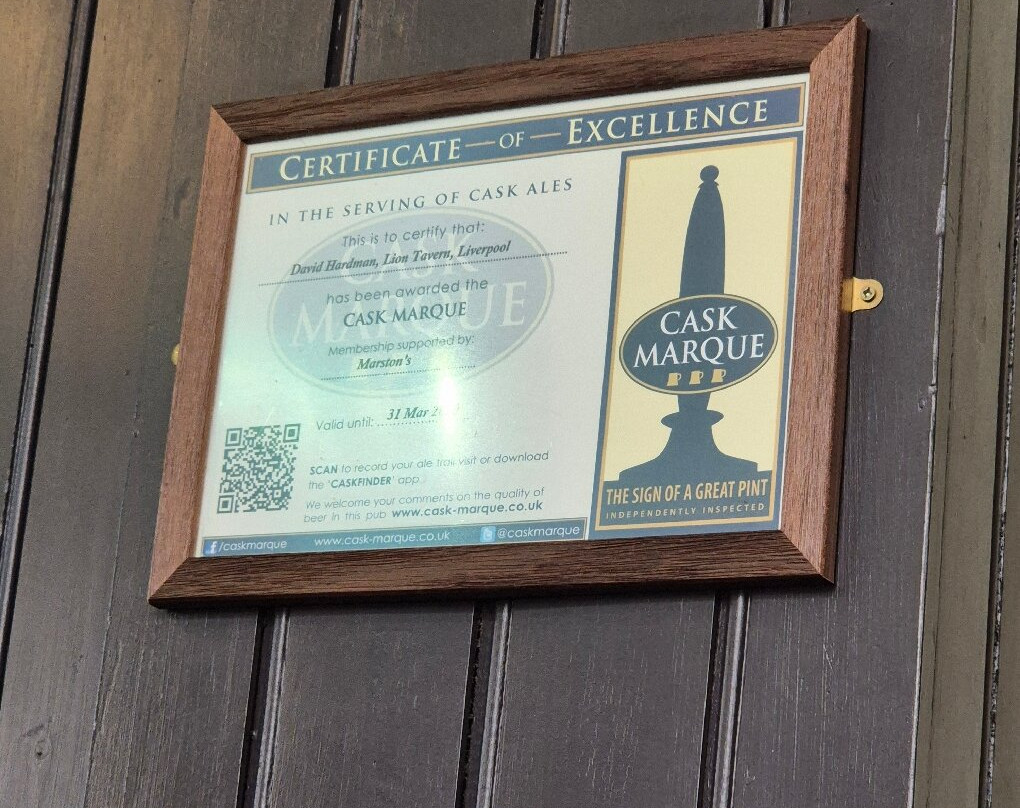 CERTIFICATE — OF — EXCELLENCE
IN THE SERVING OF CASK ALES
This is to certify that:
David Hardman, Lion Tavern, Liverpool
has been awarded the
CASK MARQUE
Membership supported by:
Marston's
Valid until: 31 Mar
SCAN to record your ale trail visit or download
the 'CASKFINDER' app
We welcome your comments on the quality of
beer in this pub www.cask-marque.co.uk
/caskmarque www.cask-marque.co.uk @caskmarque
CASK
MARQUE
CASK
MARQUE
THE SIGN OF A GREAT PINT
INDEPENDENTLY INSPECTED